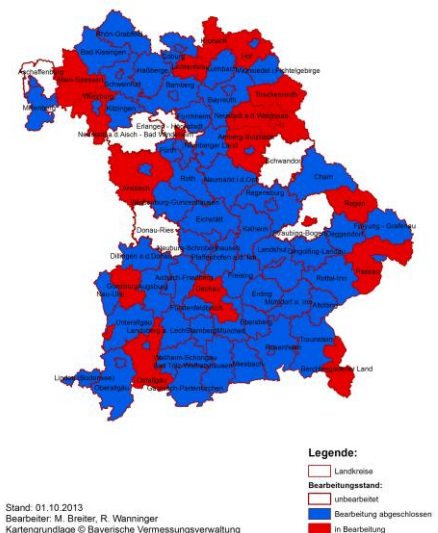 Rhön-Grabfeld
Bad Kissingen
Coburg
Kronach
Hof
Lichtenfels
Kulmbach
Wunsiedel i. Fichtelgebirge
Aschaffenburg
Main-Spessart
Schweinfurt
Haßberge
Bamberg
Bayreuth
Tirschenreuth
Miltenberg
Würzburg
Kitzingen
Forchheim
Neustadt a.d. Waldnaab
Erlangen - Höchstadt
Neustadt a.d.Aisch - Bad Windsheim
Nürnberger Land
Amberg-Sulzbach
Schwandorf
Ansbach
Roth
Neumarkt i.d.Opf.
Cham
Weißenburg-Gunzenhausen
Regensburg
Regen
Eichstätt
Kelheim
Straubing-Bogen
Deggendorf
Freyung - Grafenau
Donau-Ries
Neuburg-Schrobenhausen
Landshut
Dingolfing-Landau
Passau
Dillingen a.d.Donau
Pfaffenhofen a.d. Ilm
Rottal-Inn
Aichach-Friedberg
Freising
Günzburg
Augsburg
Dachau
Erding
Mühldorf a. Inn
Altötting
Neu-Ulm
Fürstenfeldbruck
Ebersberg
Unterallgäu
Landsberg a. Lech
Starnberg
München
Traunstein
Rosenheim
Weilheim-Schongau
Miesbach
Berchtesgadener Land
Lindau (Bodensee)
Oberallgäu
Ostallgäu
Garmisch-Partenkirchen
Legende:
Landkreise
Bearbeitungsstand:
unbearbeitet
Bearbeitung abgeschlossen
in Bearbeitung
Stand: 01.10.2013
Bearbeiter: M. Breiter, R. Wanninger
Kartengrundlage © Bayerische Vermessungsverwaltung